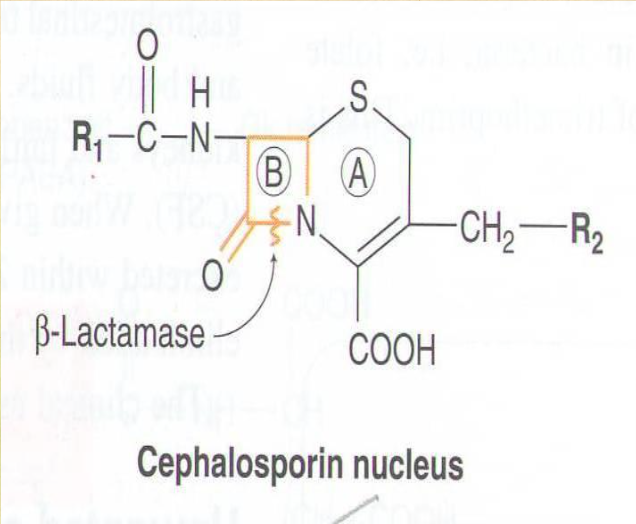 O
H
S
R₁
C
N
B
A
N
CH₂
R₂
O
β-Lactamase
COOH
Cephalosporin nucleus